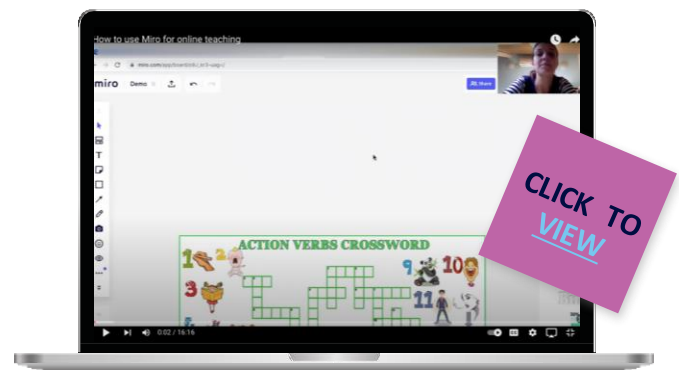 How to use Miro for online teaching
miro
Demo
Share
T
ACTION VERBS CROSSWORD
1
2
3
9
10
11
0:02 / 16:16
CLICK TO
VIEW